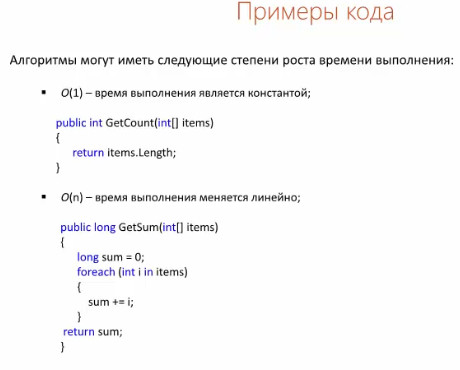 Примеры кода
Алгоритмы могут иметь следующие степени роста времени выполнения:
▪ O(1) – время выполнения является константой;
public int GetCount(int[] items)
{
return items.Length;
}
▪ O(n) – время выполнения меняется линейно;
public long GetSum(int[] items)
{
long sum = 0;
foreach (int i in items)
{
sum += i;
}
return sum;
}